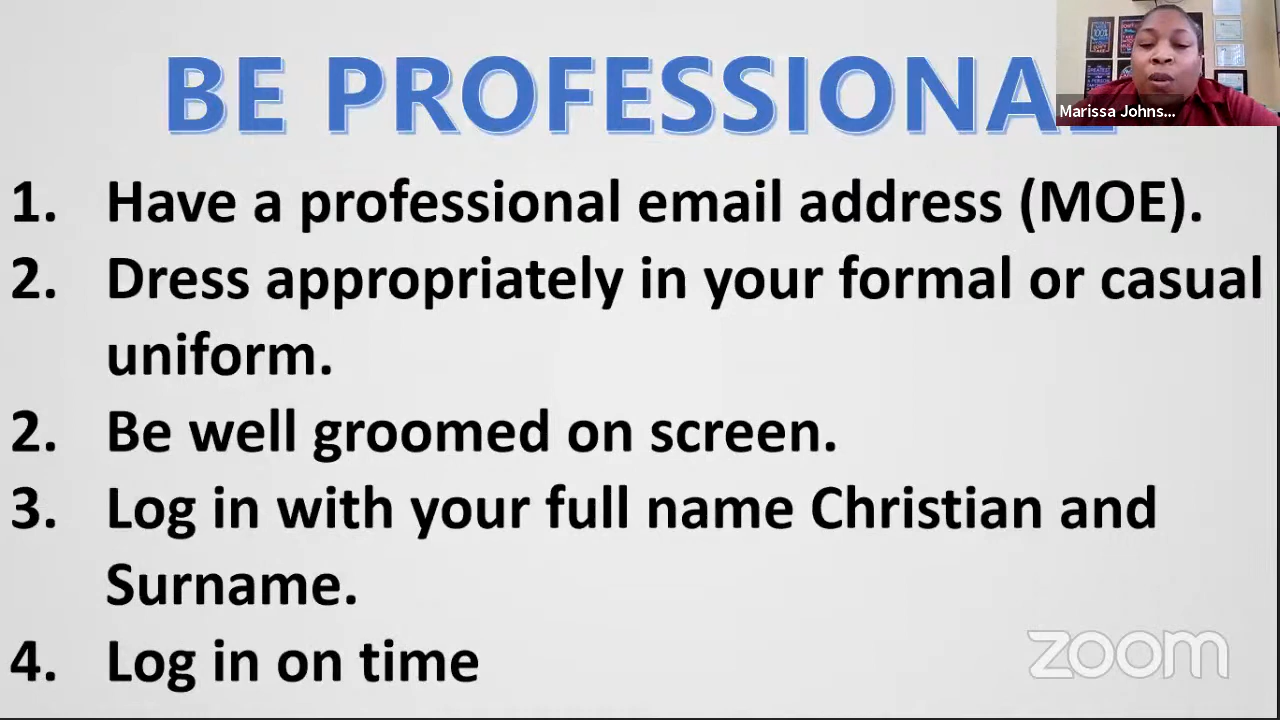 BE PROFESSIONAL
Marissa Johns...
1. Have a professional email address (MOE).
2. Dress appropriately in your formal or casual
uniform.
2. Be well groomed on screen.
3. Log in with your full name Christian and
Surname.
4. Log in on time
zoom